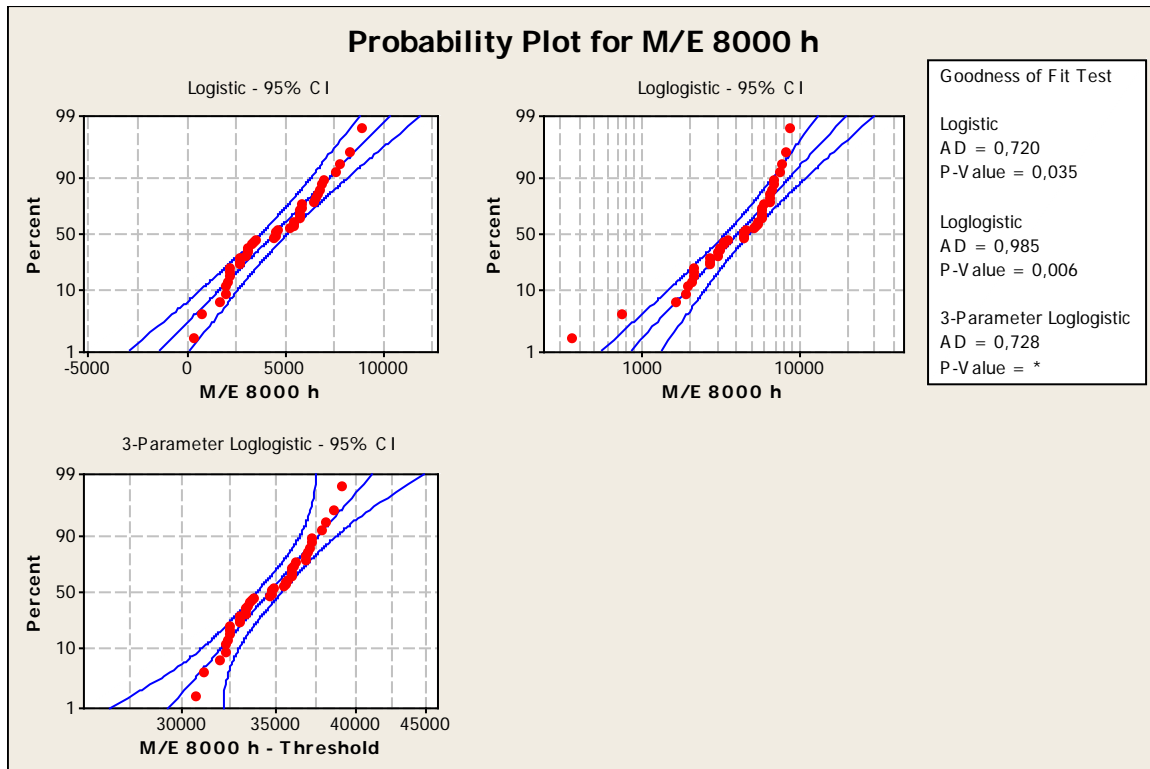 Probability Plot for M/E 8000 h
Logistic - 95% CI
99
90
50
10
1
Percent
-5000 0 5000 10000
M/E 8000 h
Loglogistic - 95% CI
99
90
50
10
1
Percent
1000 10000
M/E 8000 h
3-Parameter Loglogistic - 95% CI
99
90
50
10
1
Percent
30000 35000 40000 45000
M/E 8000 h - Threshold
Goodness of Fit Test
Logistic
AD = 0,720
P-Value = 0,035
Loglogistic
AD = 0,985
P-Value = 0,006
3-Parameter Loglogistic
AD = 0,728
P-Value = *